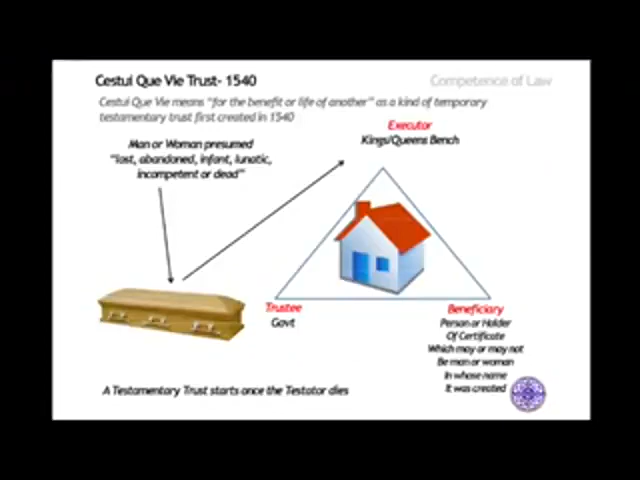 Cestui Que Vie Trust- 1540
Competence of Law
Cestui Que Vie means "for the benefit or life of another" as a kind of temporary
testamentary trust first created in 1540
Executor
Kings/Queens Bench
Man or Woman presumed
"lost, abandoned, infant, lunatic,
incompetent or dead"
Trustee
Govt
Beneficiary
Person or Holder
Of Certificate
Which may or may not
Be man or woman
In whose name
It was created
A Testamentary Trust starts once the Testator dies